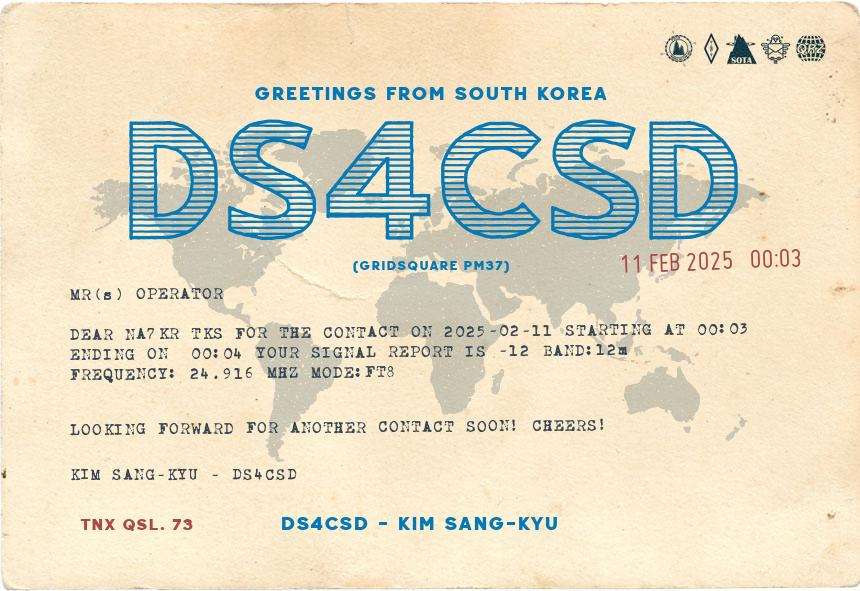 SOTA
QRZ
GREETINGS FROM SOUTH KOREA
DS4CSD
(GRIDSQUARE PM37)
11 FEB 2025 00:03
MR(s) OPERATOR
DEAR NA7KR TKS FOR THE CONTACT ON 2025-02-11 STARTING AT 00:03
ENDING ON 00:04 YOUR SIGNAL REPORT IS -12 BAND:12m
FREQUENCY: 24.916 MHZ MODE:FT8
LOOKING FORWARD FOR ANOTHER CONTACT SOON! CHEERS!
KIM SANG-KYU - DS4CSD
TNX QSL. 73
DS4CSD - KIM SANG-KYU